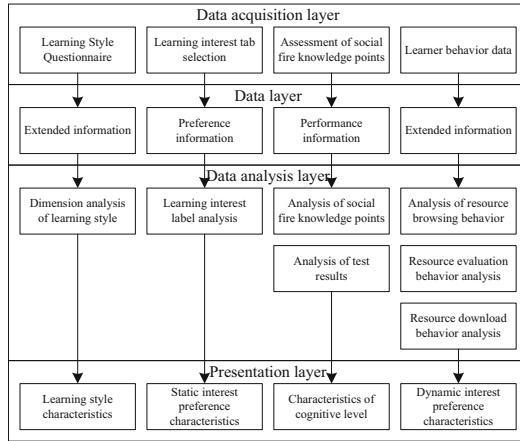 Data acquisition layer
Learning Style
Questionnaire
Learning interest tab
selection
Assessment of social
fire knowledge points
Learner behavior data
Data layer
Extended information
Preference
information
Performance
information
Extended information
Data analysis layer
Dimension analysis
of learning style
Learning interest
label analysis
Analysis of social
fire knowledge points
Analysis of resource
browsing behavior
Analysis of test
results
Resource evaluation
behavior analysis
Resource download
behavior analysis
Presentation layer
Learning style
characteristics
Static interest
preference
characteristics
Characteristics of
cognitive level
Dynamic interest
preference
characteristics